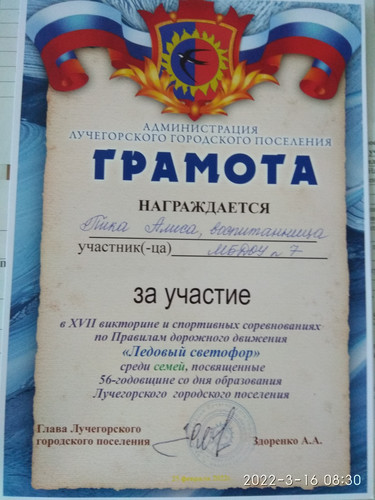 АДМИНИСТРАЦИЯ
ЛУЧЕГОРСКОГО ГОРОДСКОГО ПОСЕЛЕНИЯ
ГРАМОТА
НАГРАЖДАЕТСЯ
Пика Алиса, воспитанница
участник(-ца) МБДОУ № 7
за участие
в XVII викторине и спортивных соревнованиях
по Правилам дорожного движения
«Ледовый светофор»
среди семей, посвященные
56-годовщине со дня образования
Лучегорского городского поселения
Глава Лучегорского
городского поселения Здоренко А.А.
2022-3-16 08:30